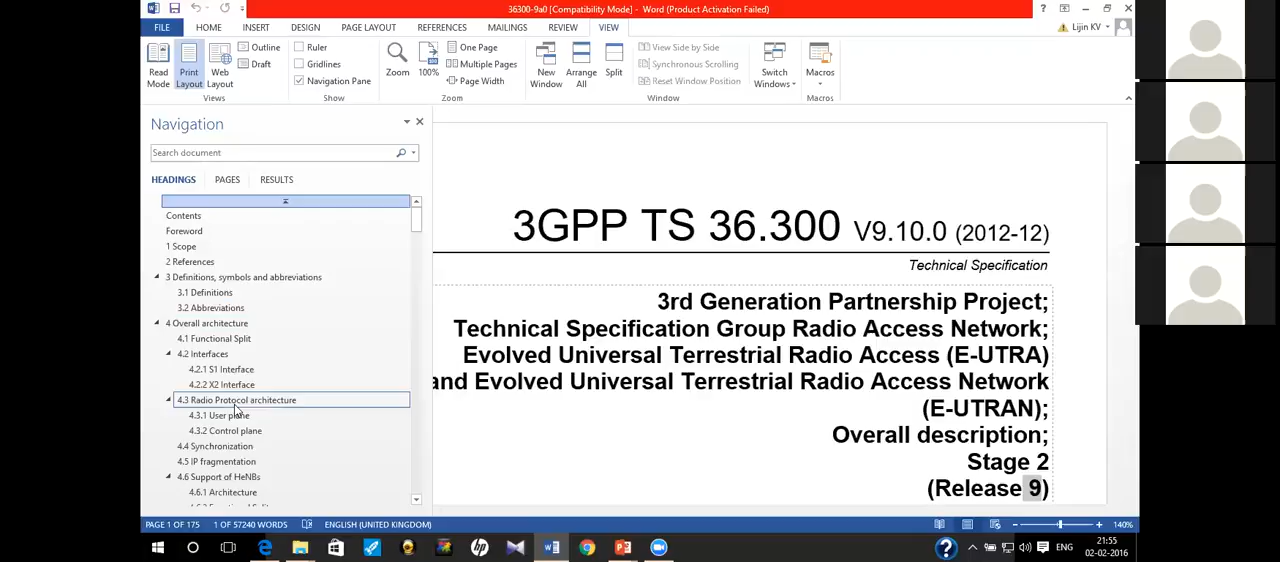 36300-9a0 [Compatibility Mode] - Word (Product Activation Failed)
FILE HOME INSERT DESIGN PAGE LAYOUT REFERENCES MAILINGS REVIEW VIEW Lijin KV
Read Mode
Print Layout
Web Layout
Outline
Draft
Views
Ruler
Gridlines
Navigation Pane
Show
Zoom
100%
One Page
Multiple Pages
Page Width
Zoom
New Window
Arrange All
Split
View Side by Side
Synchronous Scrolling
Reset Window Position
Window
Switch Windows
Macros
Macros
Navigation
Search document
HEADINGS PAGES RESULTS
Contents
Foreword
1 Scope
2 References
3 Definitions, symbols and abbreviations
3.1 Definitions
3.2 Abbreviations
4 Overall architecture
4.1 Functional Split
4.2 Interfaces
4.2.1 S1 Interface
4.2.2 X2 Interface
4.3 Radio Protocol architecture
4.3.1 User plane
4.3.2 Control plane
4.4 Synchronization
4.5 IP fragmentation
4.6 Support of HeNBs
4.6.1 Architecture
3GPP TS 36.300 V9.10.0 (2012-12)
Technical Specification
3rd Generation Partnership Project;
Technical Specification Group Radio Access Network;
Evolved Universal Terrestrial Radio Access (E-UTRA)
and Evolved Universal Terrestrial Radio Access Network
(E-UTRAN);
Overall description;
Stage 2
(Release 9)
PAGE 1 OF 175 1 OF 57240 WORDS ENGLISH (UNITED KINGDOM) 140%
ENG
21:55
02-02-2016